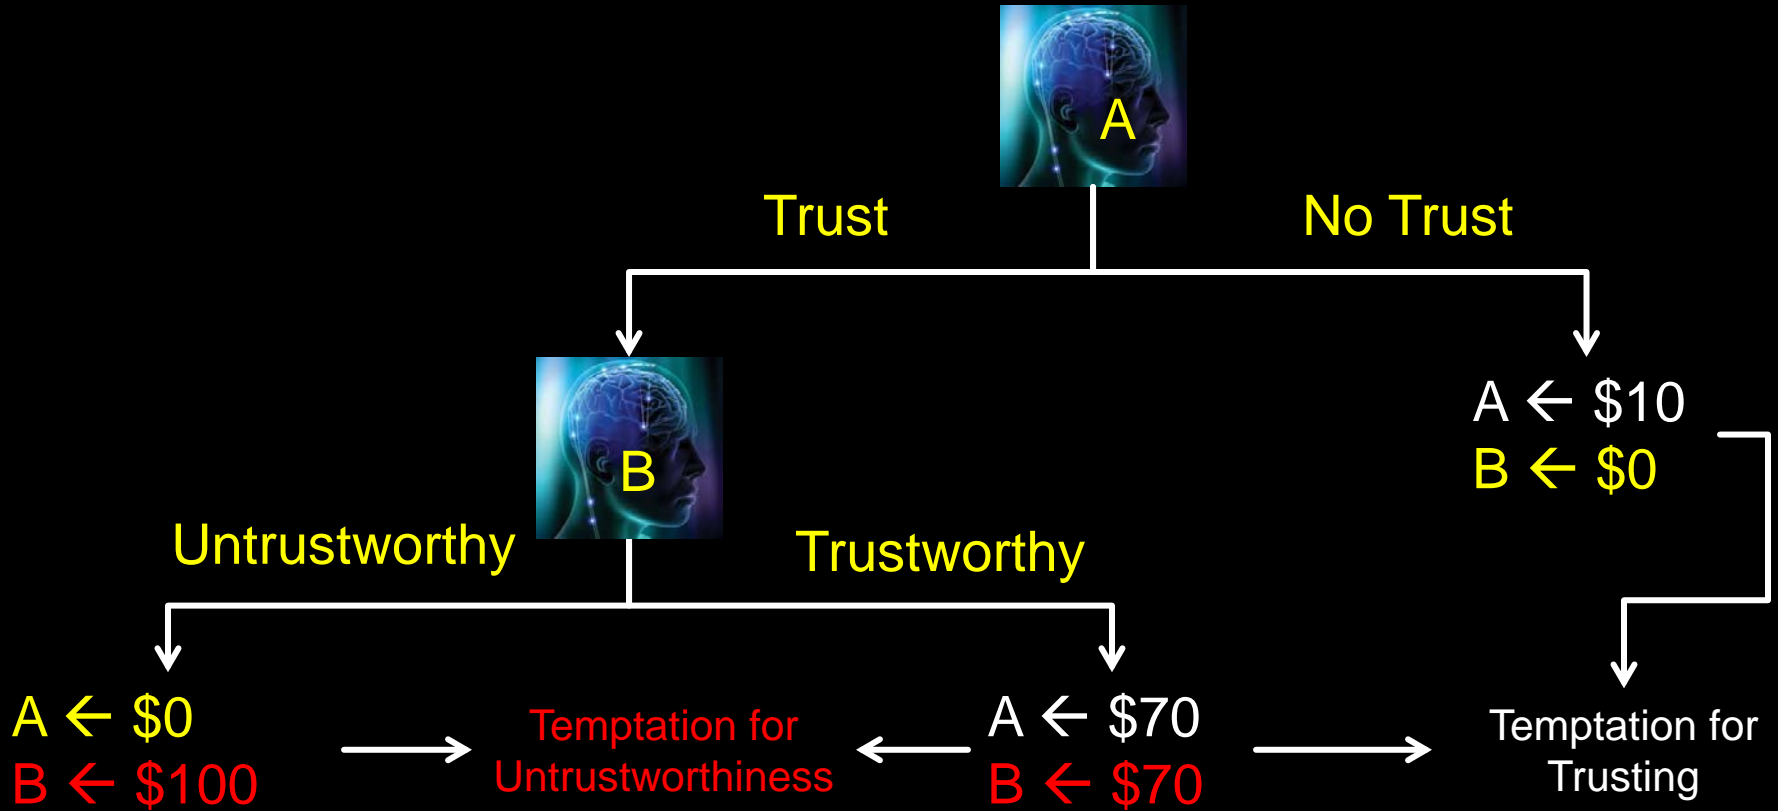 A
Trust
No Trust
A ← $10
B ← $0
B
Untrustworthy
Trustworthy
A ← $0
B ← $100
Temptation for
Untrustworthiness
A ← $70
B ← $70
Temptation for
Trusting